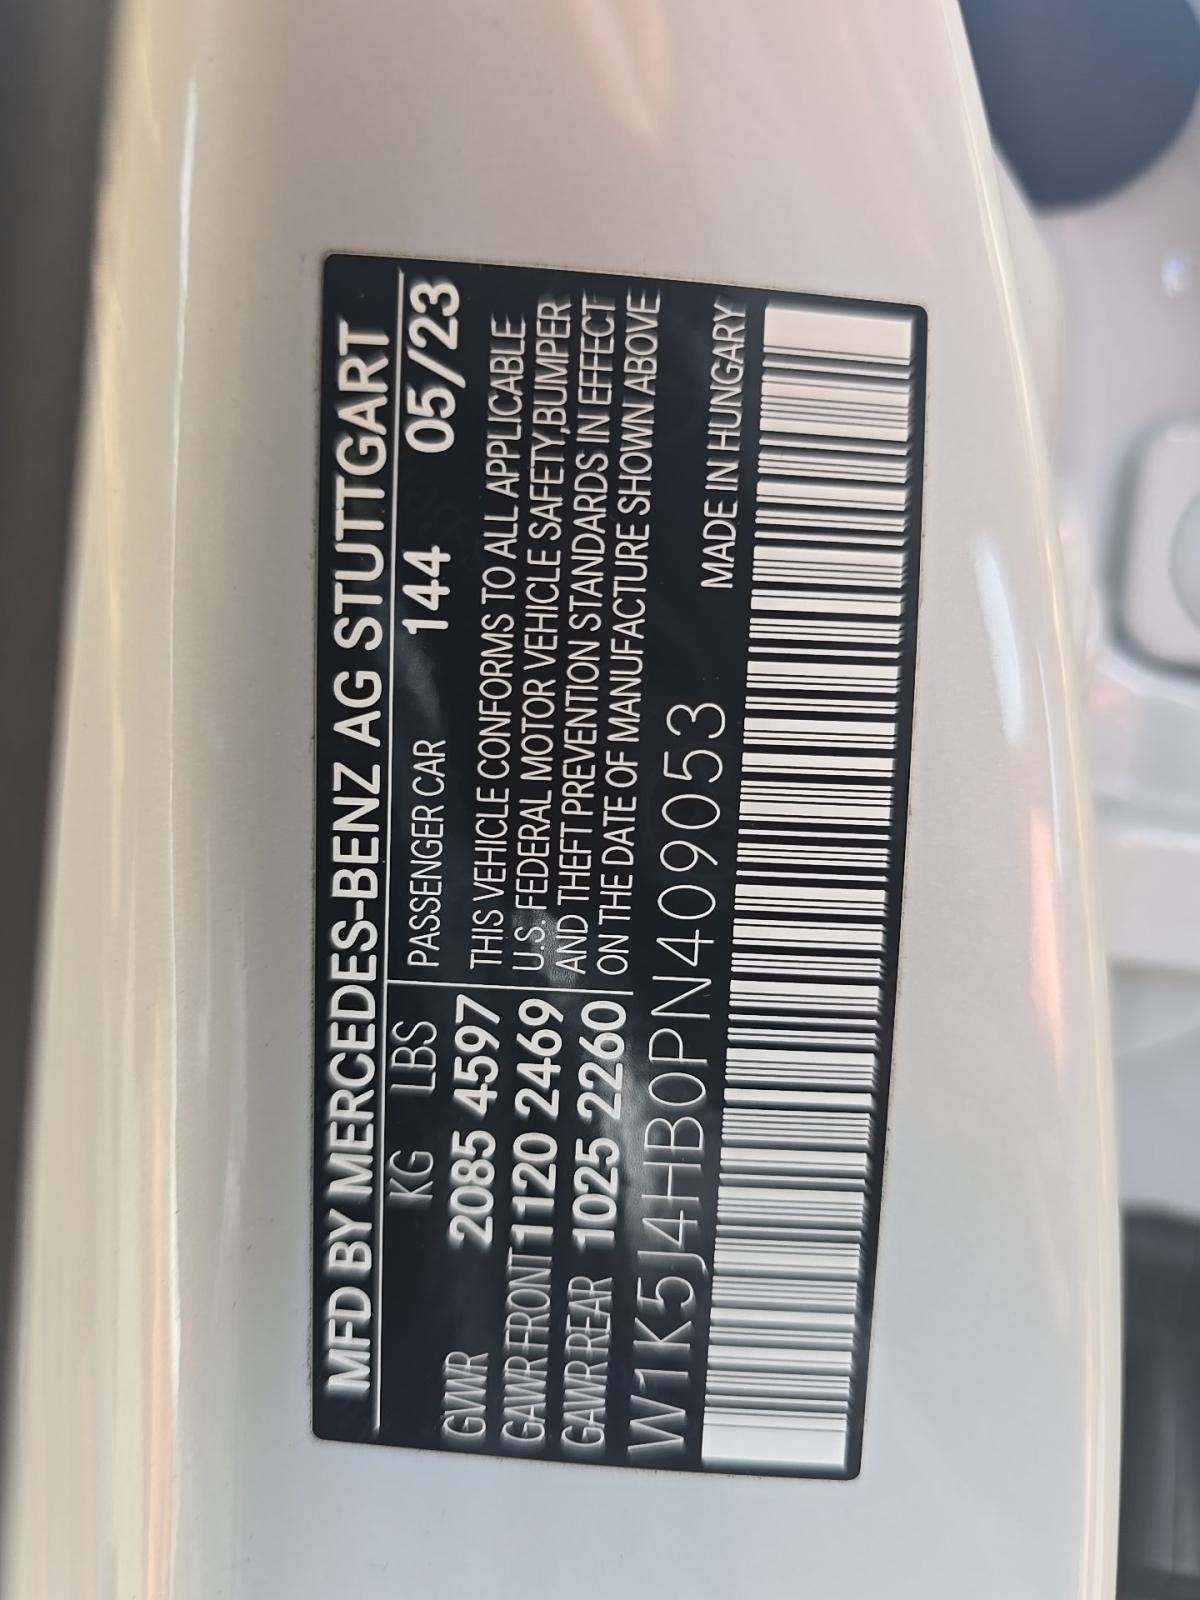 MFD BY MERCEDES-BENZ AG STUTTGART
KG LBS PASSENGER CAR 144 05/23
GVWR 2085 4597 THIS VEHICLE CONFORMS TO ALL APPLICABLE
GAWR FRONT 1120 2469 U.S. FEDERAL MOTOR VEHICLE SAFETY,BUMPER
GAWR REAR 1025 2260 AND THEFT PREVENTION STANDARDS IN EFFECT
ON THE DATE OF MANUFACTURE SHOWN ABOVE
W1K5J4HB0PN409053 MADE IN HUNGARY